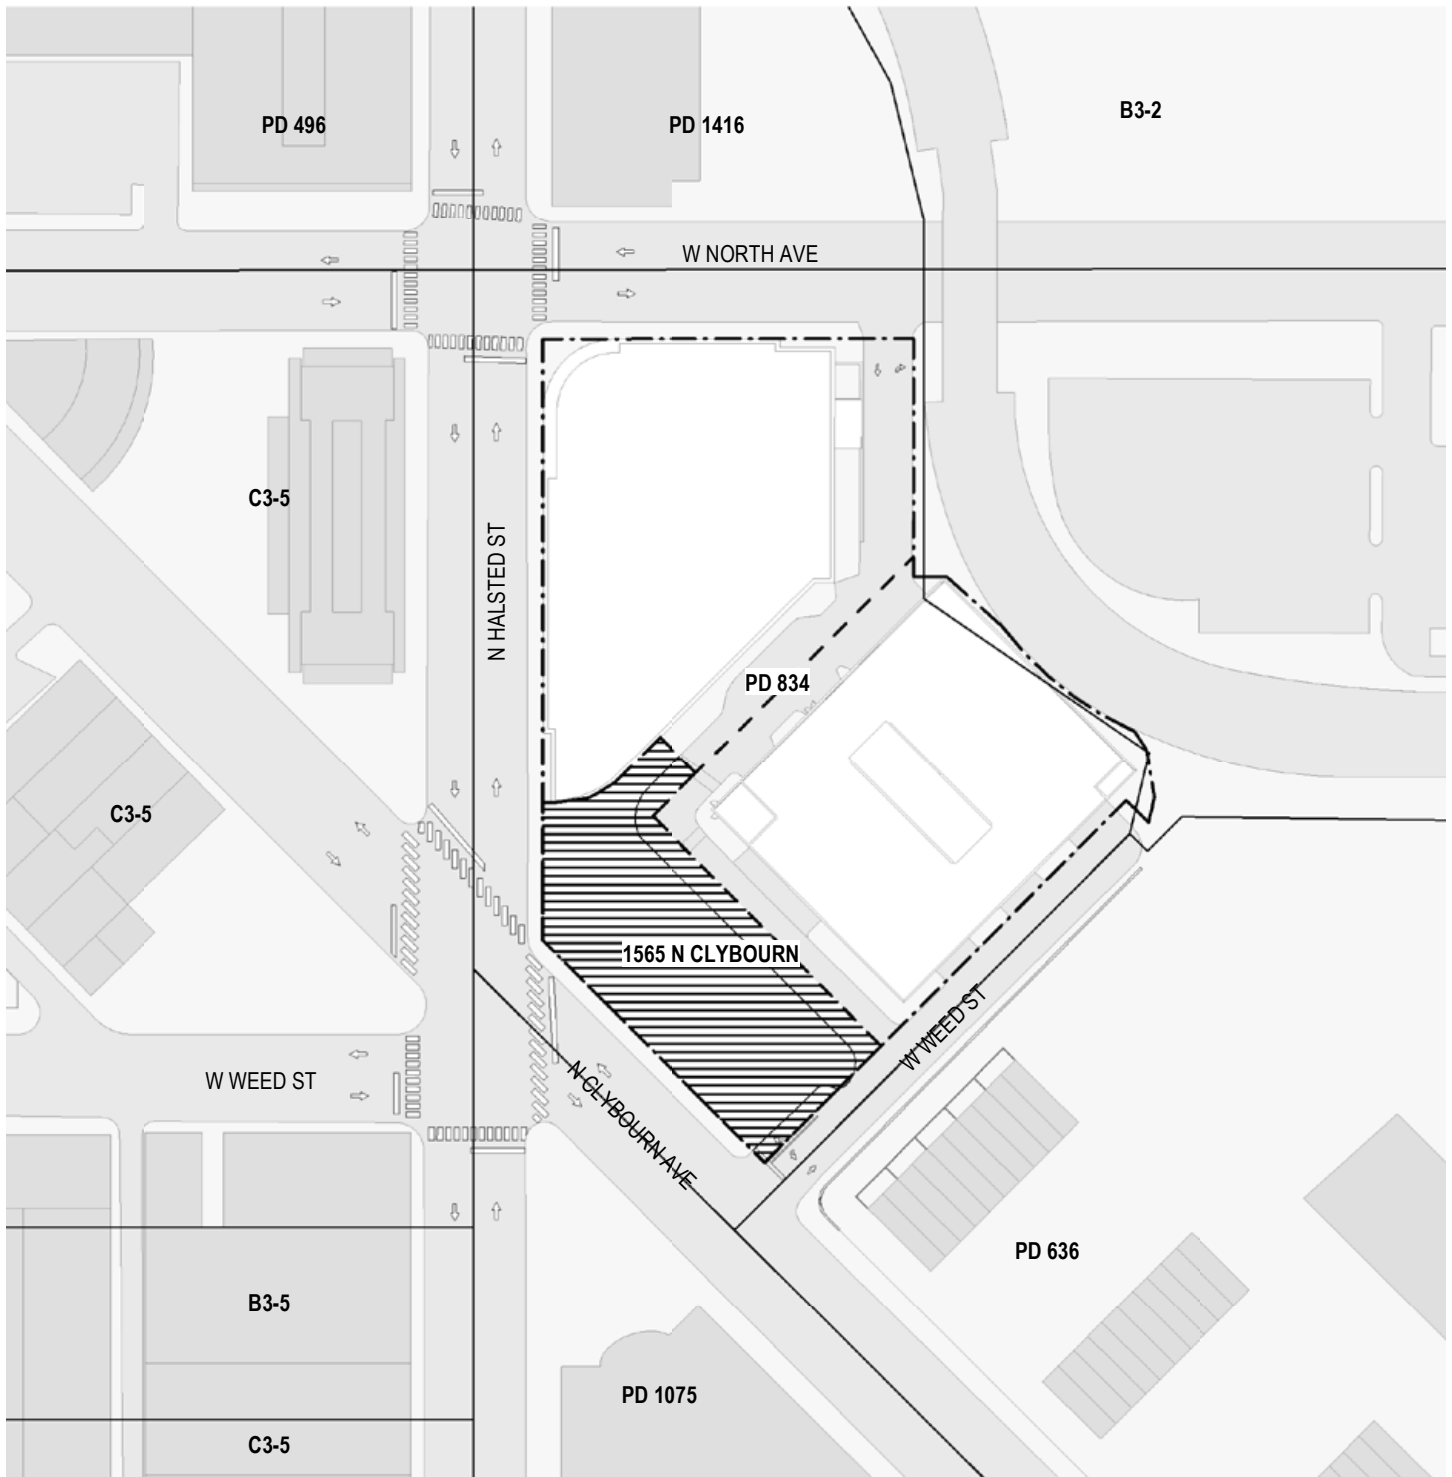 B3-2
PD 496
PD 1416
W NORTH AVE
C3-5
N HALSTED ST
PD 834
C3-5
1565 N CLYBOURN
W WEED ST
W WEED ST
N CLYBOURN AVE
PD 636
B3-5
PD 1075
C3-5